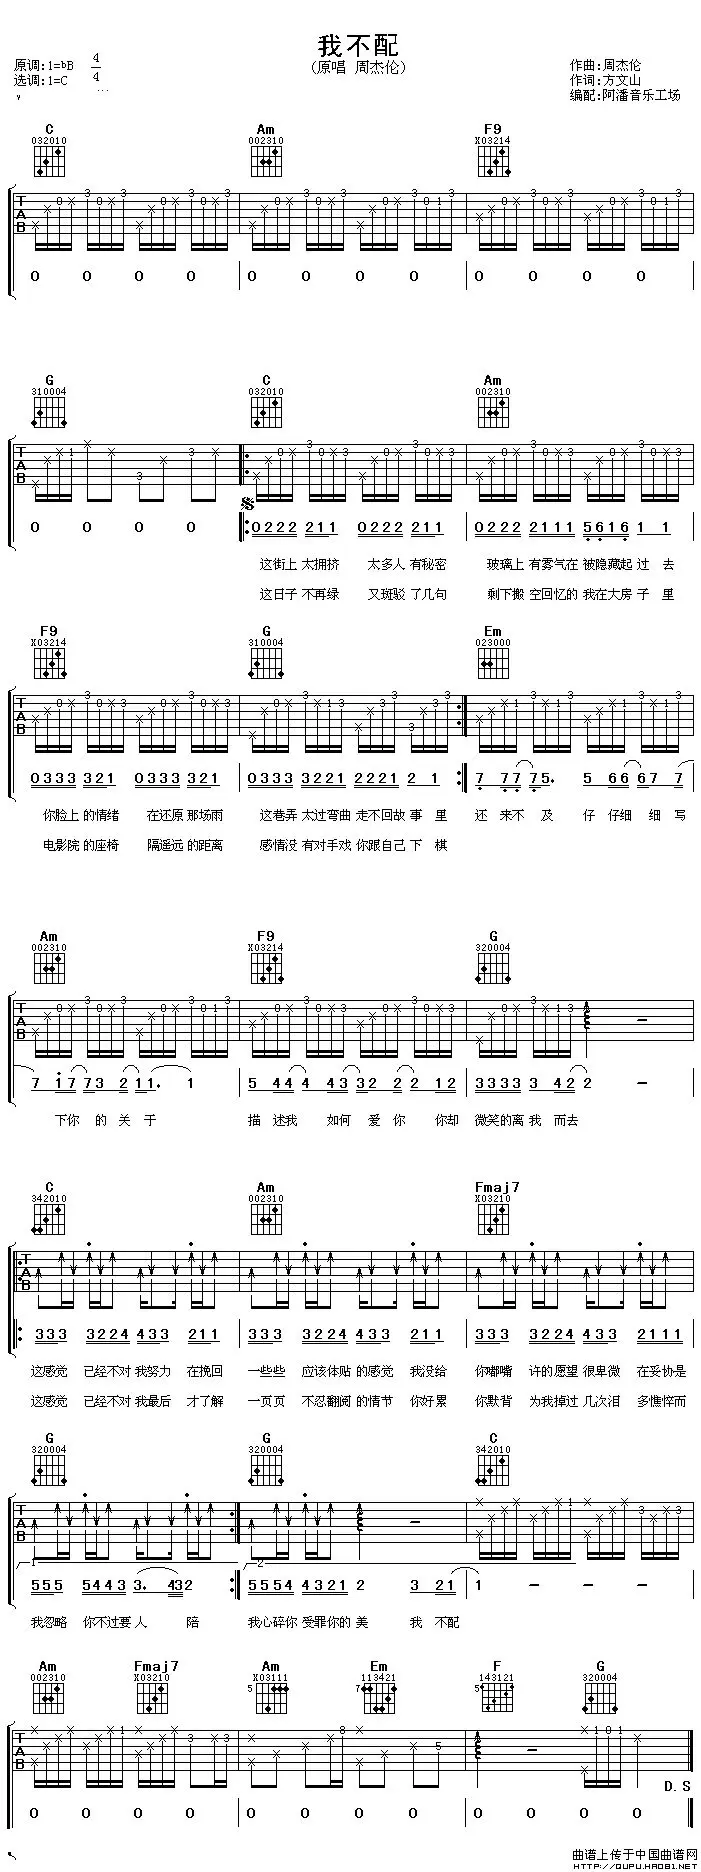 我不配
(原唱 周杰伦)
原调:1=bB 4/4
选调:1=C
作曲:周杰伦
作词:方文山
编配:阿潘音乐工场
C Am F9
032010 002310 X03214
T A B
0 0 0 0 0 0 0 0 0 0 0 0
G C Am
310004 032010 002310
T A B
0 0 0 0 0222 211 0222 211 0222 2111 5616 1 1
这街上 太拥挤 太多人 有秘密 玻璃上 有雾气在 被隐藏起 过 去
这日子 不再绿 又斑驳 了几句 剩下搬 空回忆的 我在大房 子 里
F9 G Em
X03214 310004 023000
T A B
0333 321 0333 321 0333 3221 2221 2 1 7 7775. 5 6667 7
你脸上 的情绪 在还原 那场雨 这巷弄 太过弯曲 走不回故 事 里 还 来不 及 仔 仔细 细 写
电影院 的座椅 隔遥远 的距离 感情没 有对手戏 你跟自己 下 棋
Am F9 G
002310 X03214 320004
7 1773 211. 1 5 44 4 4332 2 2 212 3333 3 42 2 -
下你 的 关 于 描 述我 如何 爱 你 你却 微笑的离 我 而去
C Am Fmaj7
342010 002310 X03210
T A B
333 3224 433 211 333 3224 433 211 333 3224 433 211
这感觉 已经不对 我努力 在挽回 一些些 应该体贴 的感觉 我没给 你嘟嘴 许的愿望 很卑微 在妥协是
这感觉 已经不对 我最后 才了解 一页页 不忍翻阅 的情节 你好累 你默背 为我掉过 几次泪 多憔悴而
G G C
320004 320004 342010
T A B
1 2
555 5443 3. 432 5554 4321 2 3 21 1 - - -
我忽略 你不过要 人 陪 我心碎你 受罪你的 美 我 不配
Am Fmaj7 Am Em F G
002310 X03210 X03111 113421 143121 320004
T A B
D.S
0 0 0 0 0 0 0 0 0 0 0 0
曲谱上传于中国曲谱网
HTTP://QUPU.HAO81.NET